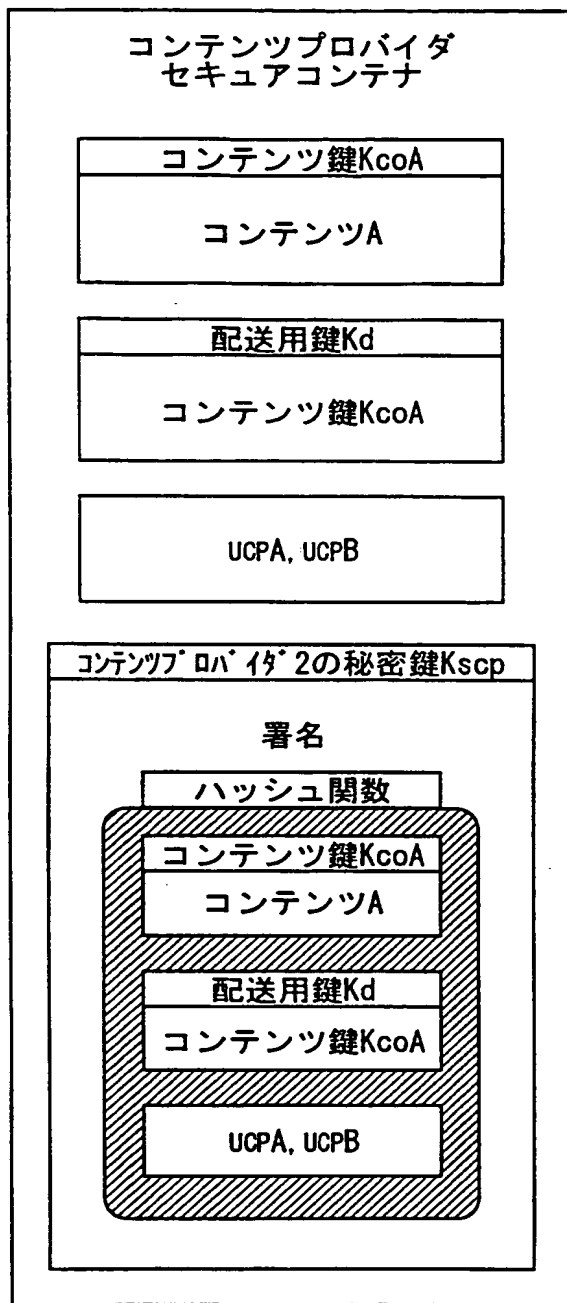 コンテンツプロバイダ
セキュアコンテナ
コンテンツ鍵KcoA
コンテンツA
配送用鍵Kd
コンテンツ鍵KcoA
UCPA, UCPB
ｺﾝﾃﾝﾂﾌﾟﾛﾊﾞｲﾀﾞ2の秘密鍵Kscp
署名
ハッシュ関数
コンテンツ鍵KcoA
コンテンツA
配送用鍵Kd
コンテンツ鍵KcoA
UCPA, UCPB